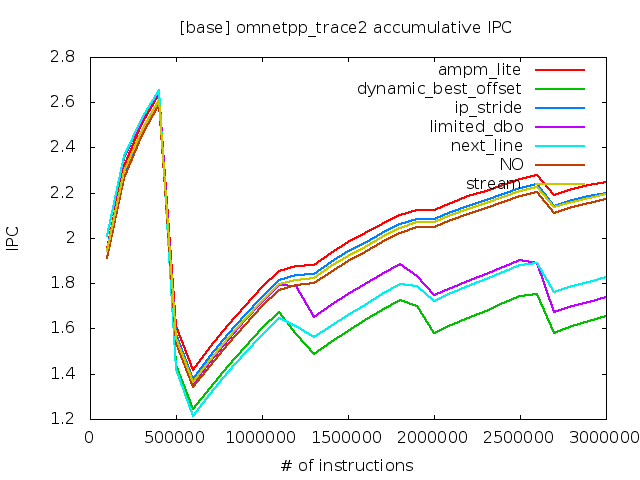 [base] omnetpp_trace2 accumulative IPC
2.8
2.6
2.4
2.2
2
1.8
1.6
1.4
1.2
IPC
ampm_lite
dynamic_best_offset
ip_stride
limited_dbo
next_line
NO
stream
0 500000 1000000 1500000 2000000 2500000 3000000
# of instructions